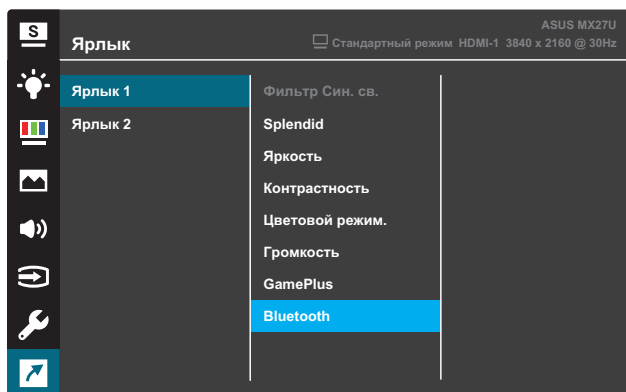 S
ASUS MX27U
Ярлык
Стандартный режим HDMI-1 3840 x 2160 @ 30Hz
Ярлык 1
Фильтр Син. св.
Ярлык 2
Splendid
Яркость
Контрастность
Цветовой режим.
Громкость
GamePlus
Bluetooth